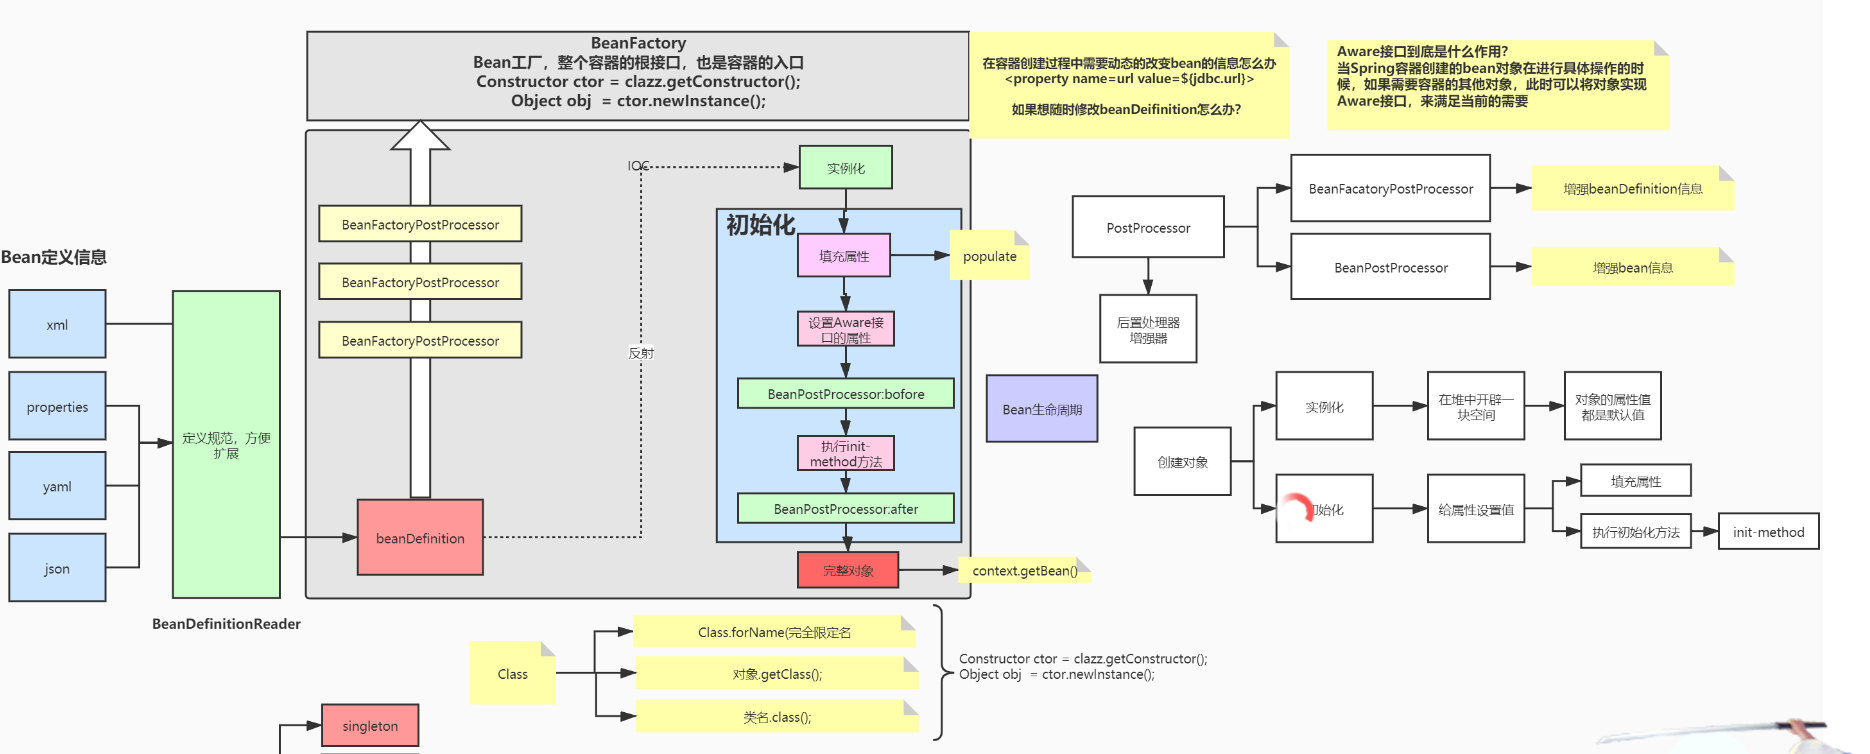 BeanFactory
Bean工厂，整个容器的根接口，也是容器的入口
Constructor ctor = clazz.getConstructor();
Object obj = ctor.newInstance();
在容器创建过程中需要动态的改变bean的信息怎么办
<property name=url value=${jdbc.url}>
如果想随时修改beanDeifinition怎么办?
Aware接口到底是什么作用?
当Spring容器创建的bean对象在进行具体操作的时
候，如果需要容器的其他对象，此时可以将对象实现
Aware接口，来满足当前的需要
IOC
实例化
初始化
填充属性
populate
设置Aware接
口的属性
BeanPostProcessor:bofore
执行init-
method方法
BeanPostProcessor:after
完整对象
context.getBean()
BeanFactoryPostProcessor
BeanFactoryPostProcessor
BeanFactoryPostProcessor
反射
beanDefinition
Bean定义信息
xml
properties
yaml
json
定义规范，方便
扩展
BeanDefinitionReader
PostProcessor
BeanFacatoryPostProcessor
增强beanDefinition信息
BeanPostProcessor
增强bean信息
后置处理器
增强器
Bean生命周期
创建对象
实例化
在堆中开辟一
块空间
对象的属性值
都是默认值
初始化
给属性设置值
填充属性
执行初始化方法
init-method
Class
Class.forName(完全限定名
对象.getClass();
类名.class();
Constructor ctor = clazz.getConstructor();
Object obj = ctor.newInstance();
singleton